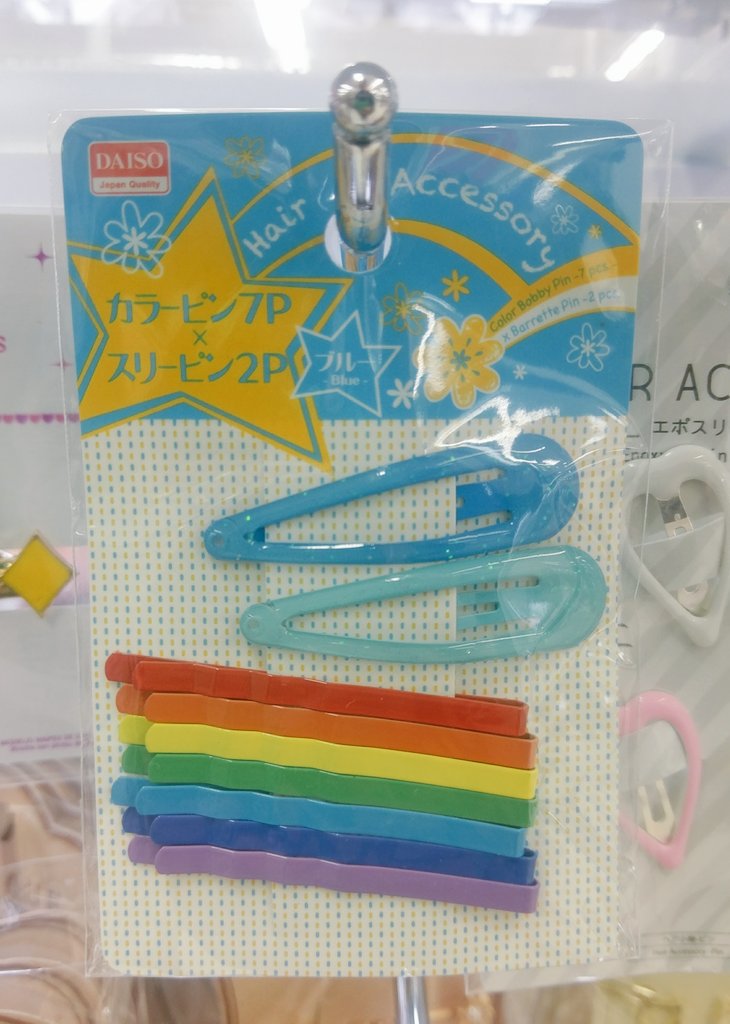 DAISO
Japan Quality
Hair Accessory
カラーピン7P
×
スリーピン2P
ブルー
-Blue-
Color Bobby Pin -7 pcs.
x Barrette Pin -2 pcs.
R AC
エポスリ